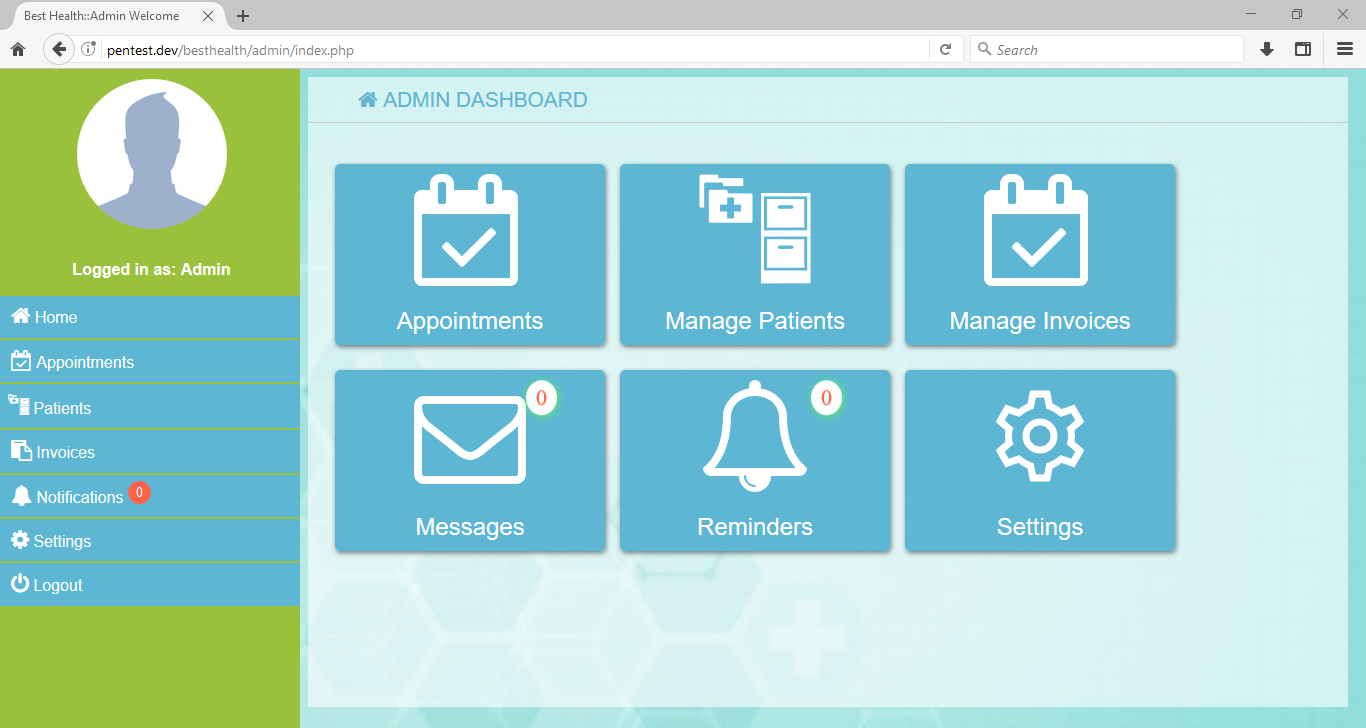 Best Health::Admin Welcome
pentest.dev/besthealth/admin/index.php
Search
Logged in as: Admin
Home
Appointments
Patients
Invoices
Notifications 0
Settings
Logout
ADMIN DASHBOARD
Appointments
Manage Patients
Manage Invoices
0
Messages
0
Reminders
Settings